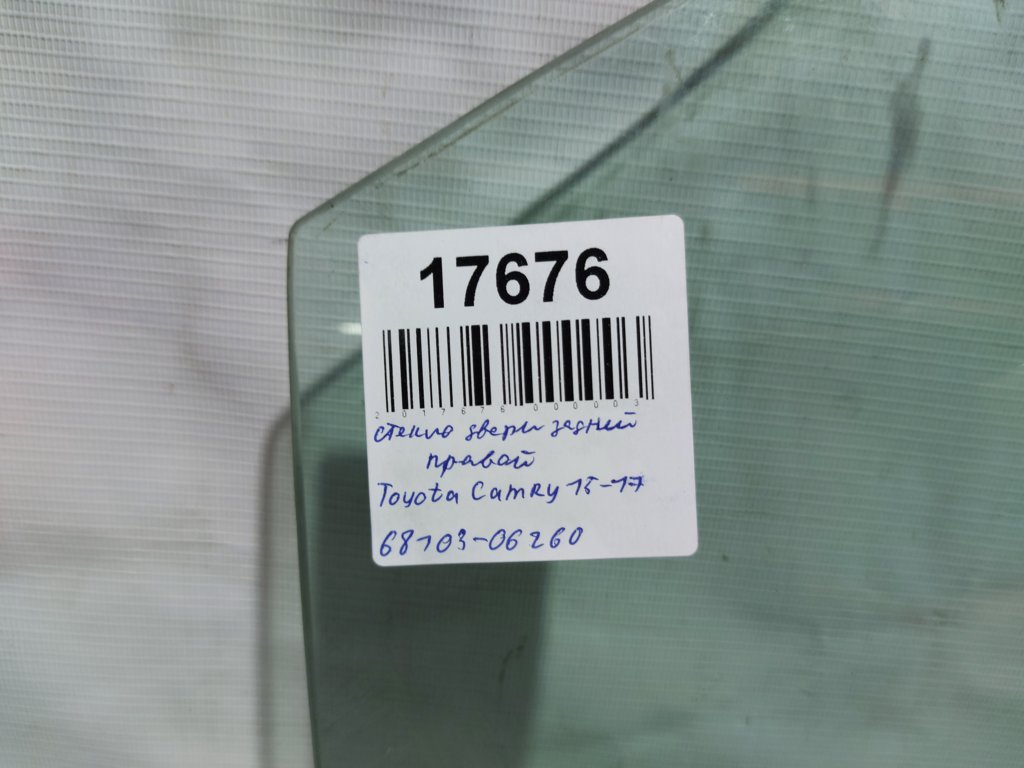 17676
2017676000003
стекло двери задней
правой
Toyota Camry 15-17
68103-06260